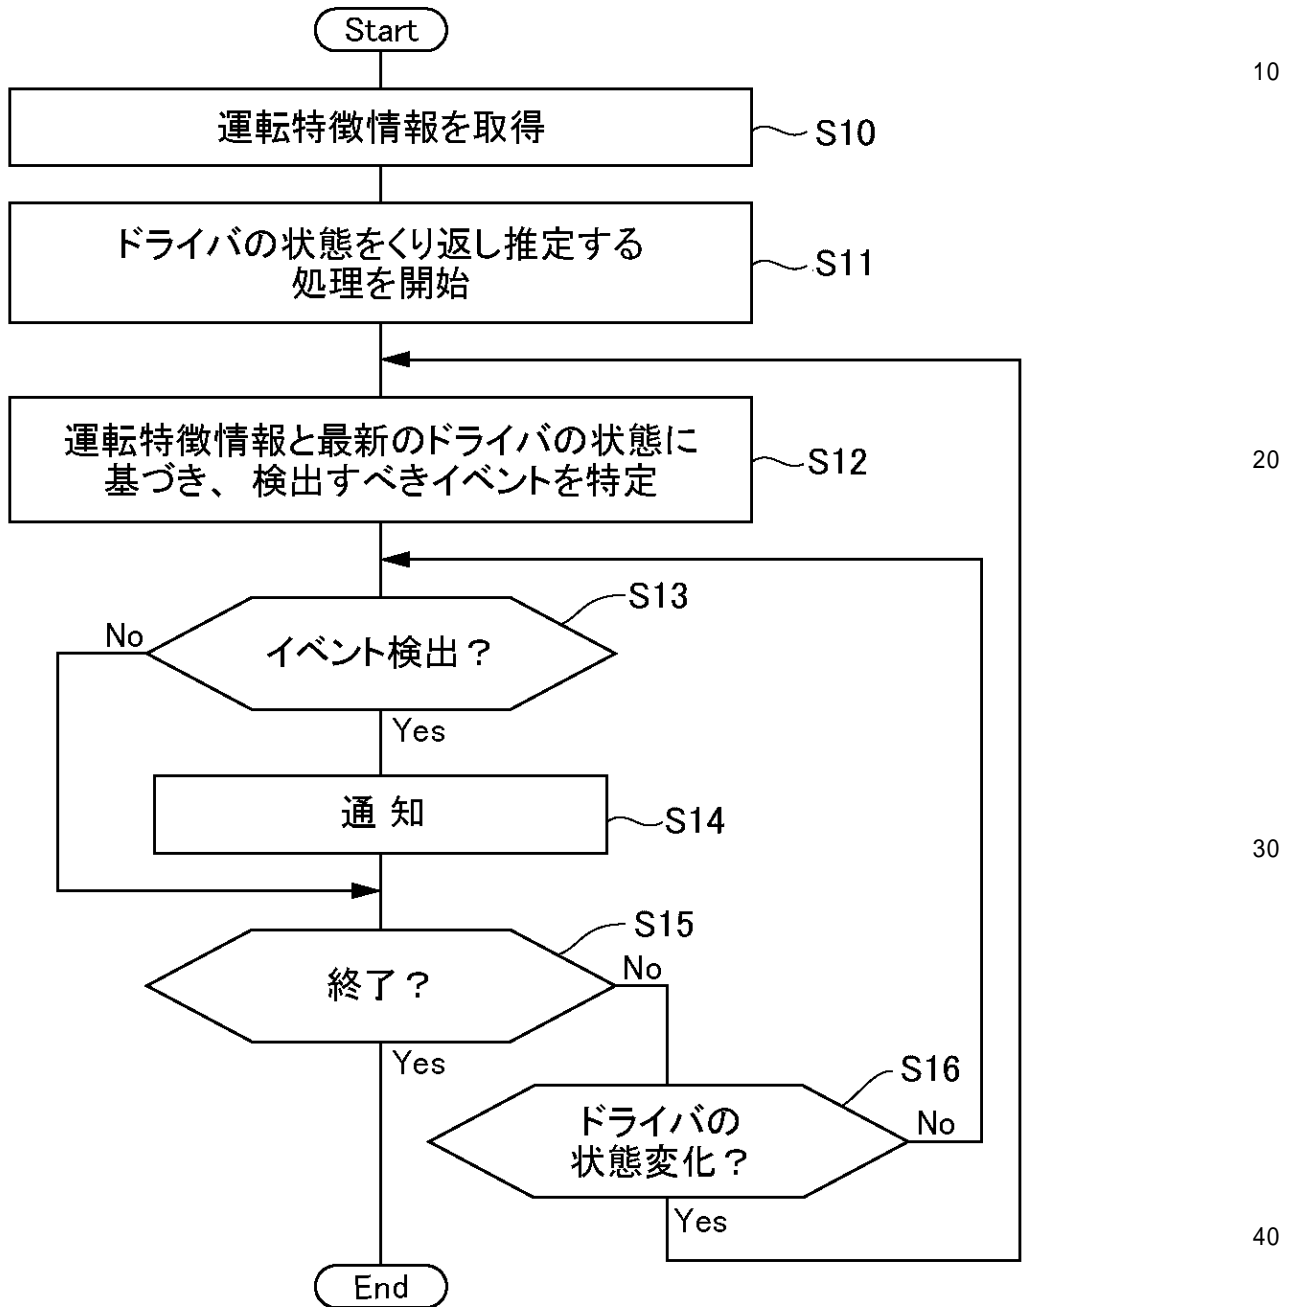 Start
10
運転特徴情報を取得
S10
ドライバの状態をくり返し推定する
処理を開始
S11
運転特徴情報と最新のドライバの状態に
基づき、検出すべきイベントを特定
S12
20
S13
No
イベント検出？
Yes
通 知
S14
30
S15
終了？
No
Yes
S16
ドライバの
状態変化？
No
Yes
40
End